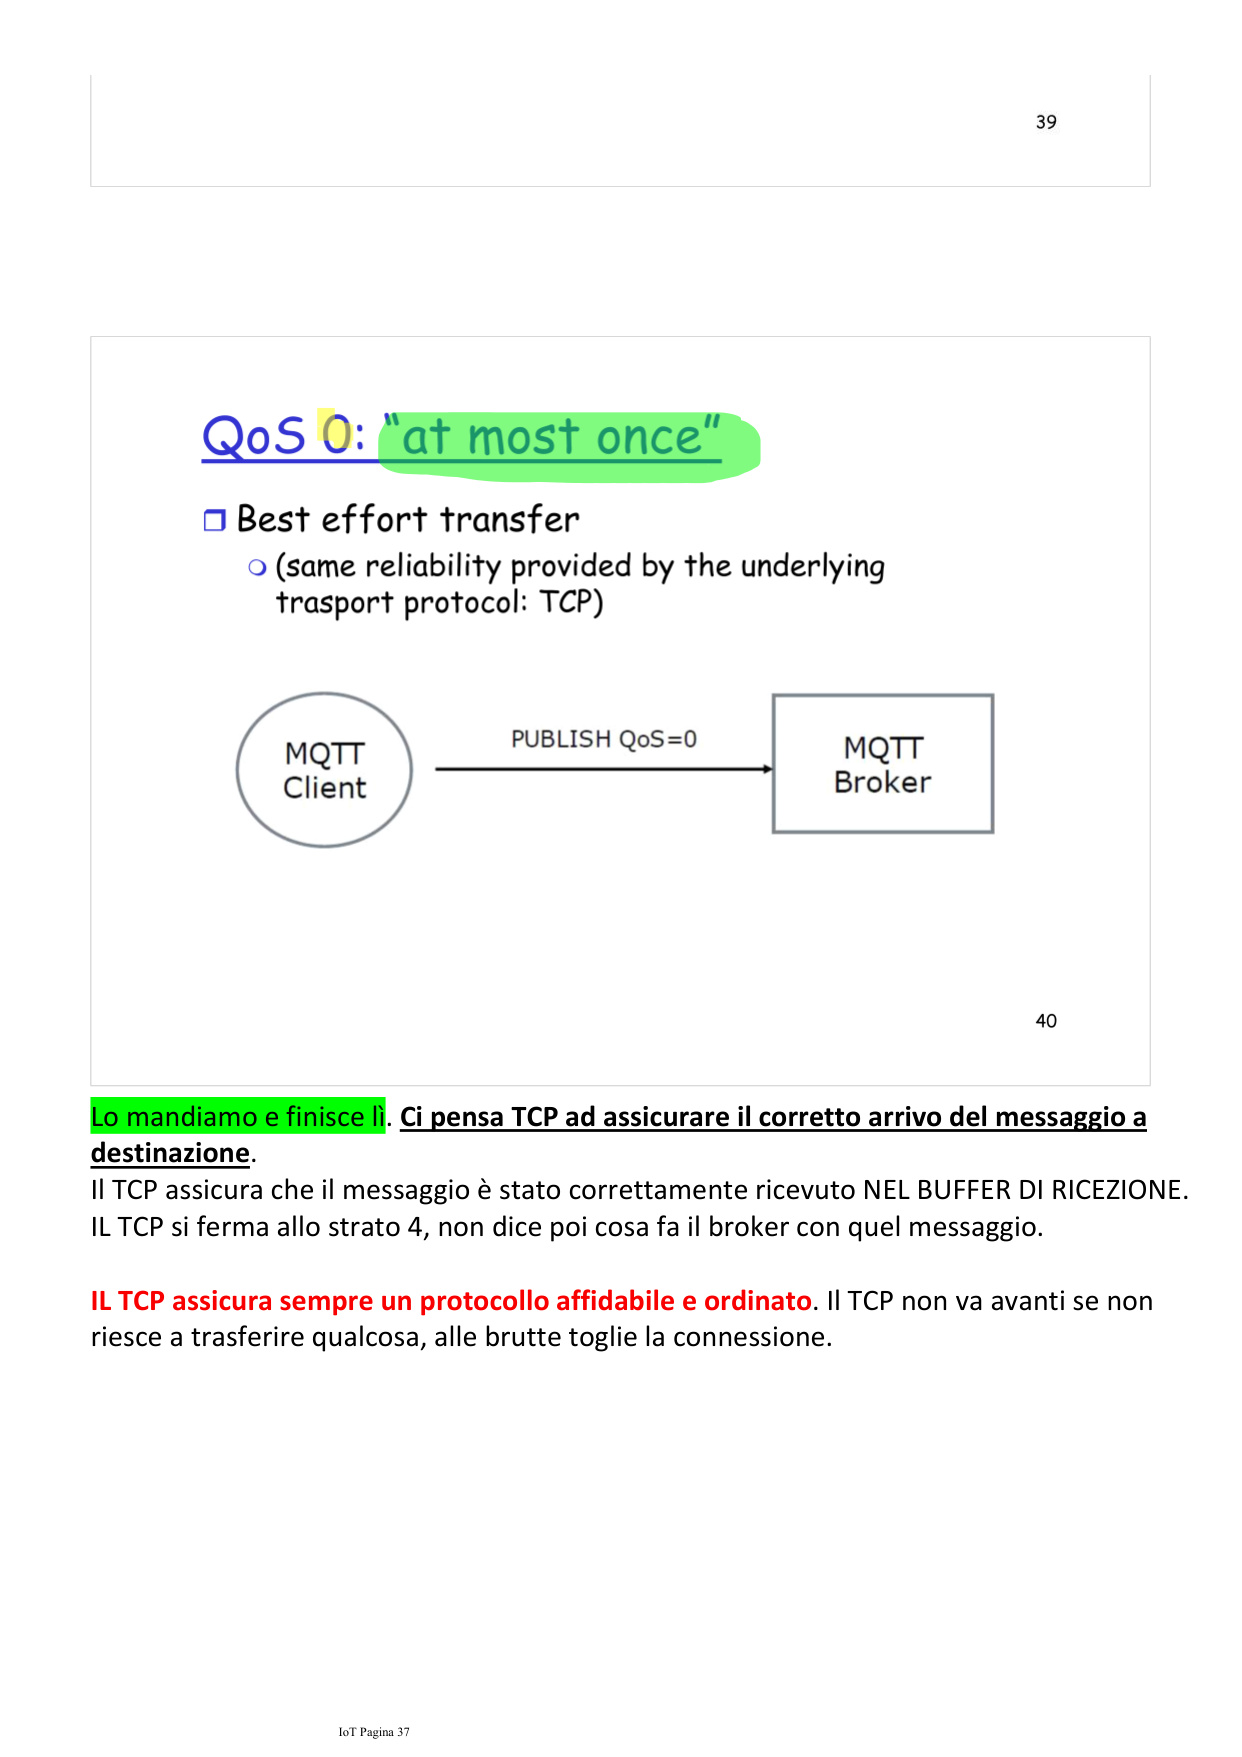 39
QoS 0: “at most once”
Best effort transfer
(same reliability provided by the underlying
trasport protocol: TCP)
MQTT
Client
PUBLISH QoS=0
MQTT
Broker
40
Lo mandiamo e finisce lì. Ci pensa TCP ad assicurare il corretto arrivo del messaggio a
destinazione.
Il TCP assicura che il messaggio è stato correttamente ricevuto NEL BUFFER DI RICEZIONE.
IL TCP si ferma allo strato 4, non dice poi cosa fa il broker con quel messaggio.
IL TCP assicura sempre un protocollo affidabile e ordinato. Il TCP non va avanti se non
riesce a trasferire qualcosa, alle brutte toglie la connessione.
IoT Pagina 37